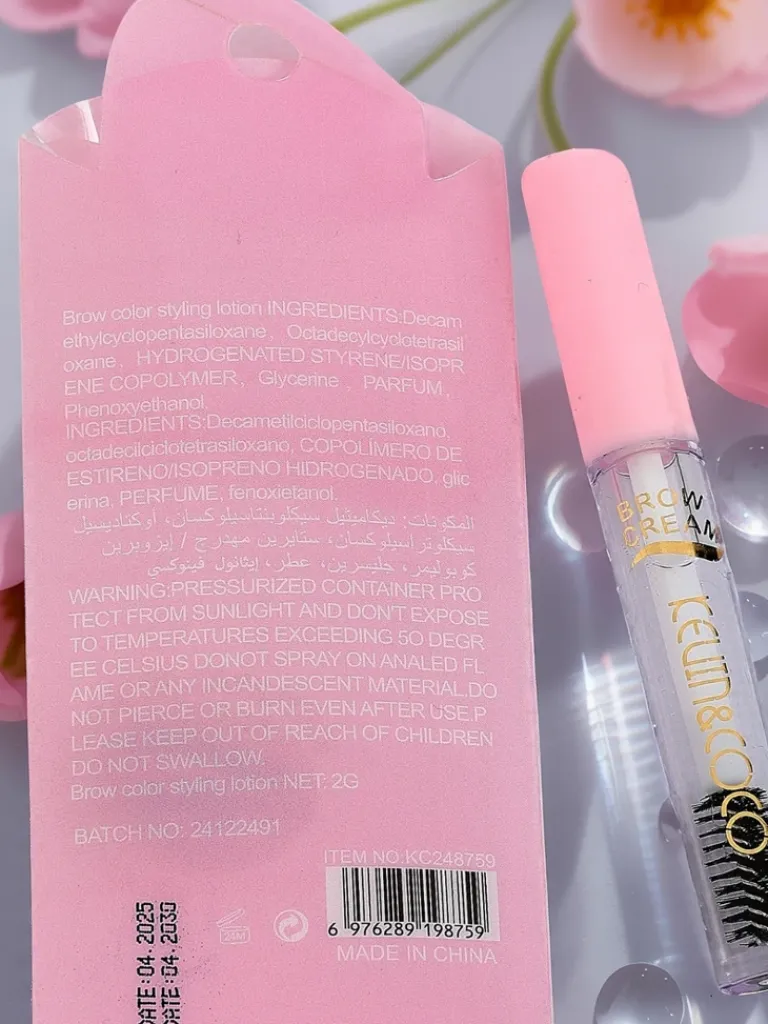 Brow color styling lotion INGREDIENTS:Decam
ethylcyclopentasiloxane, Octadecylcyclotetrasil
oxane, HYDROGENATED STYRENE/ISOPR
ENE COPOLYMER, Glycerine , PARFUM,
Phenoxyethanol.
INGREDIENTS:Decametilciclopentasiloxano,
octadecilciclotetrasiloxano, COPOLÍMERO DE
ESTIRENO/ISOPRENO HIDROGENADO, glic
erina, PERFUME, fenoxietanol.
المكونات: ديكاميثيل سيكلوبنتاسيلوكسان، أوكتاديسيل
سيكلوتراسيلوكسان، ستايرين مهدرج / إيزوبرين
كوبوليمر، جليسرين، عطر، إيثانول فينوكسي
WARNING:PRESSURIZED CONTAINER PRO
TECT FROM SUNLIGHT AND DON'T EXPOSE
TO TEMPERATURES EXCEEDING 50 DEGR
EE CELSIUS DONOT SPRAY ON ANALED FL
AME OR ANY INCANDESCENT MATERIAL.DO
NOT PIERCE OR BURN EVEN AFTER USE.P
LEASE KEEP OUT OF REACH OF CHILDREN
DO NOT SWALLOW.
Brow color styling lotion NET: 2G
BATCH NO: 24122491
ITEM NO:KC248759
6 976289 198759
MADE IN CHINA
24M
DATE:04.2025
DATE:04.2030
BROW
CREAM
KEVIN&COCO